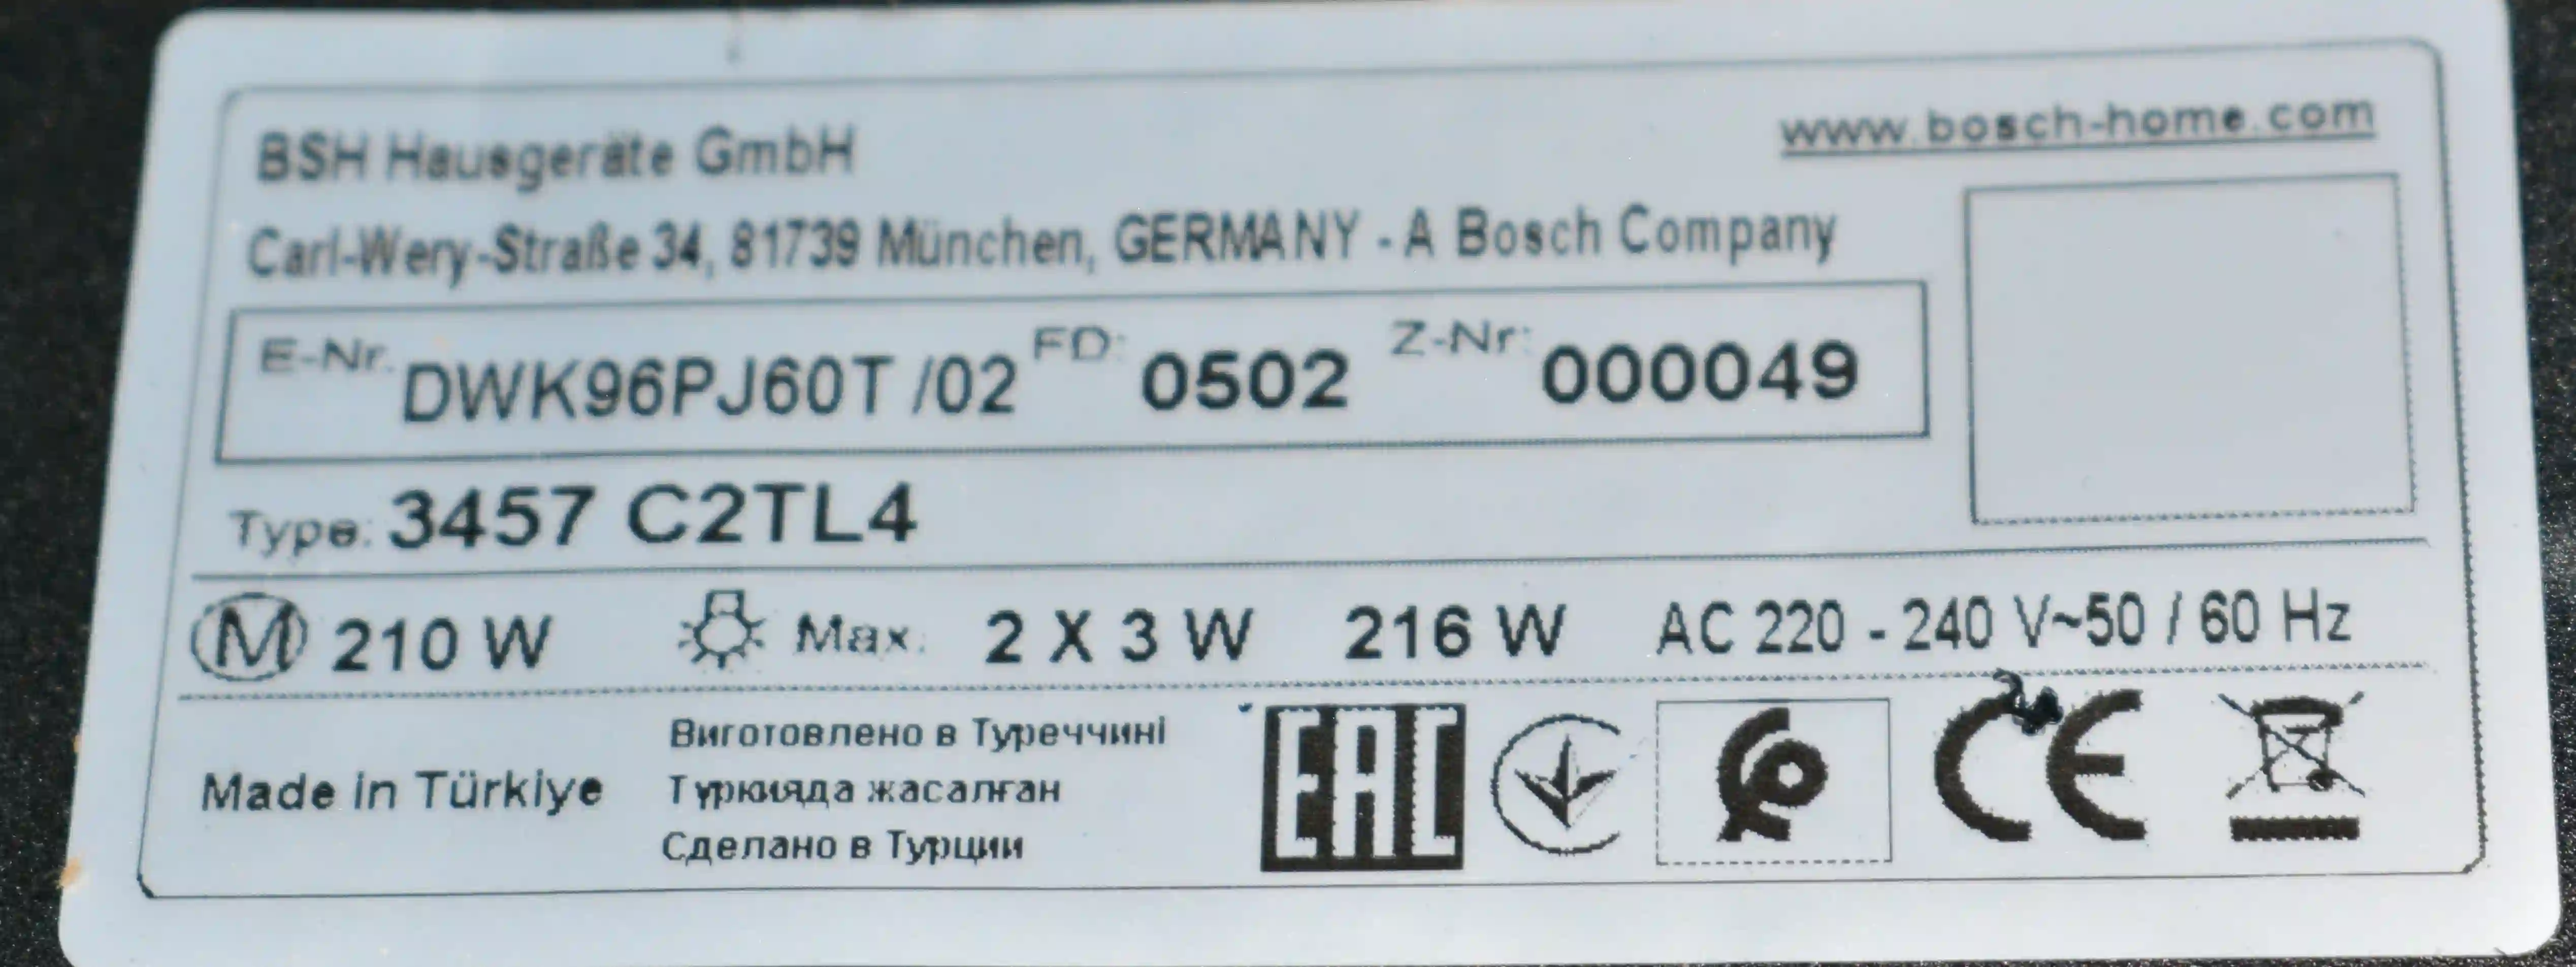 BSH Hausgeräte GmbH
www.bosch-home.com
Carl-Wery-Straße 34, 81739 München, GERMANY - A Bosch Company
E-Nr. DWK96PJ60T /02 FD: 0502 Z-Nr: 000049
Type: 3457 C2TL4
M 210 W Max. 2 X 3 W 216 W AC 220 - 240 V~50 / 60 Hz
Виготовлено в Туреччині
Made in Türkiye
Түркияда жасалған
Сделано в Турции
EAC
CE